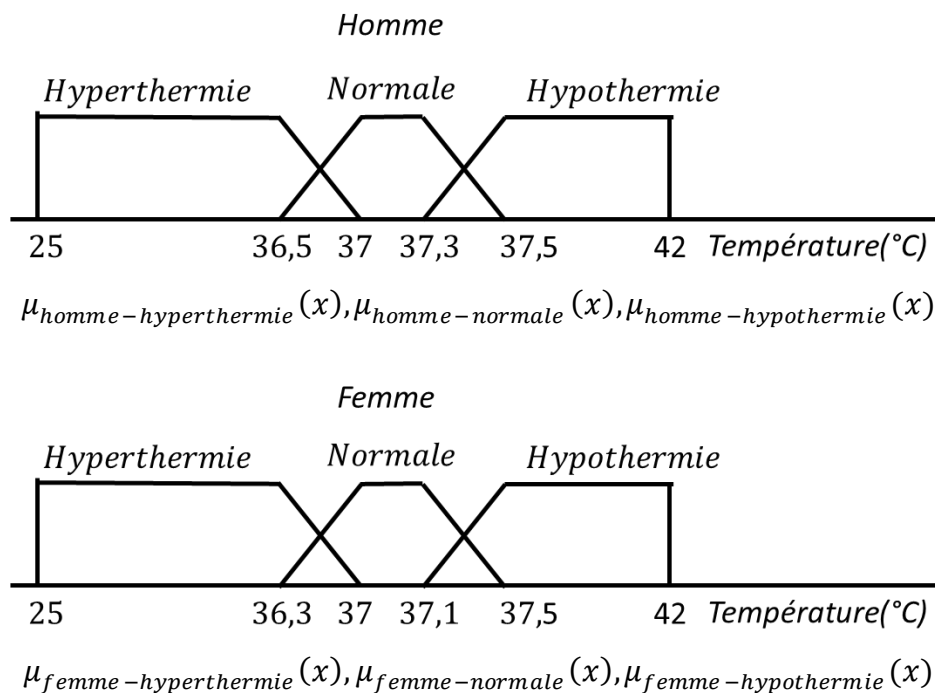 Homme
Hyperthermie Normale Hypothermie
25 36,5 37 37,3 37,5 42 Température(°C)
μhomme−hyperthermie(x), μhomme−normale(x), μhomme−hypothermie(x)
Femme
Hyperthermie Normale Hypothermie
25 36,3 37 37,1 37,5 42 Température(°C)
μfemme−hyperthermie(x), μfemme−normale(x), μfemme−hypothermie(x)